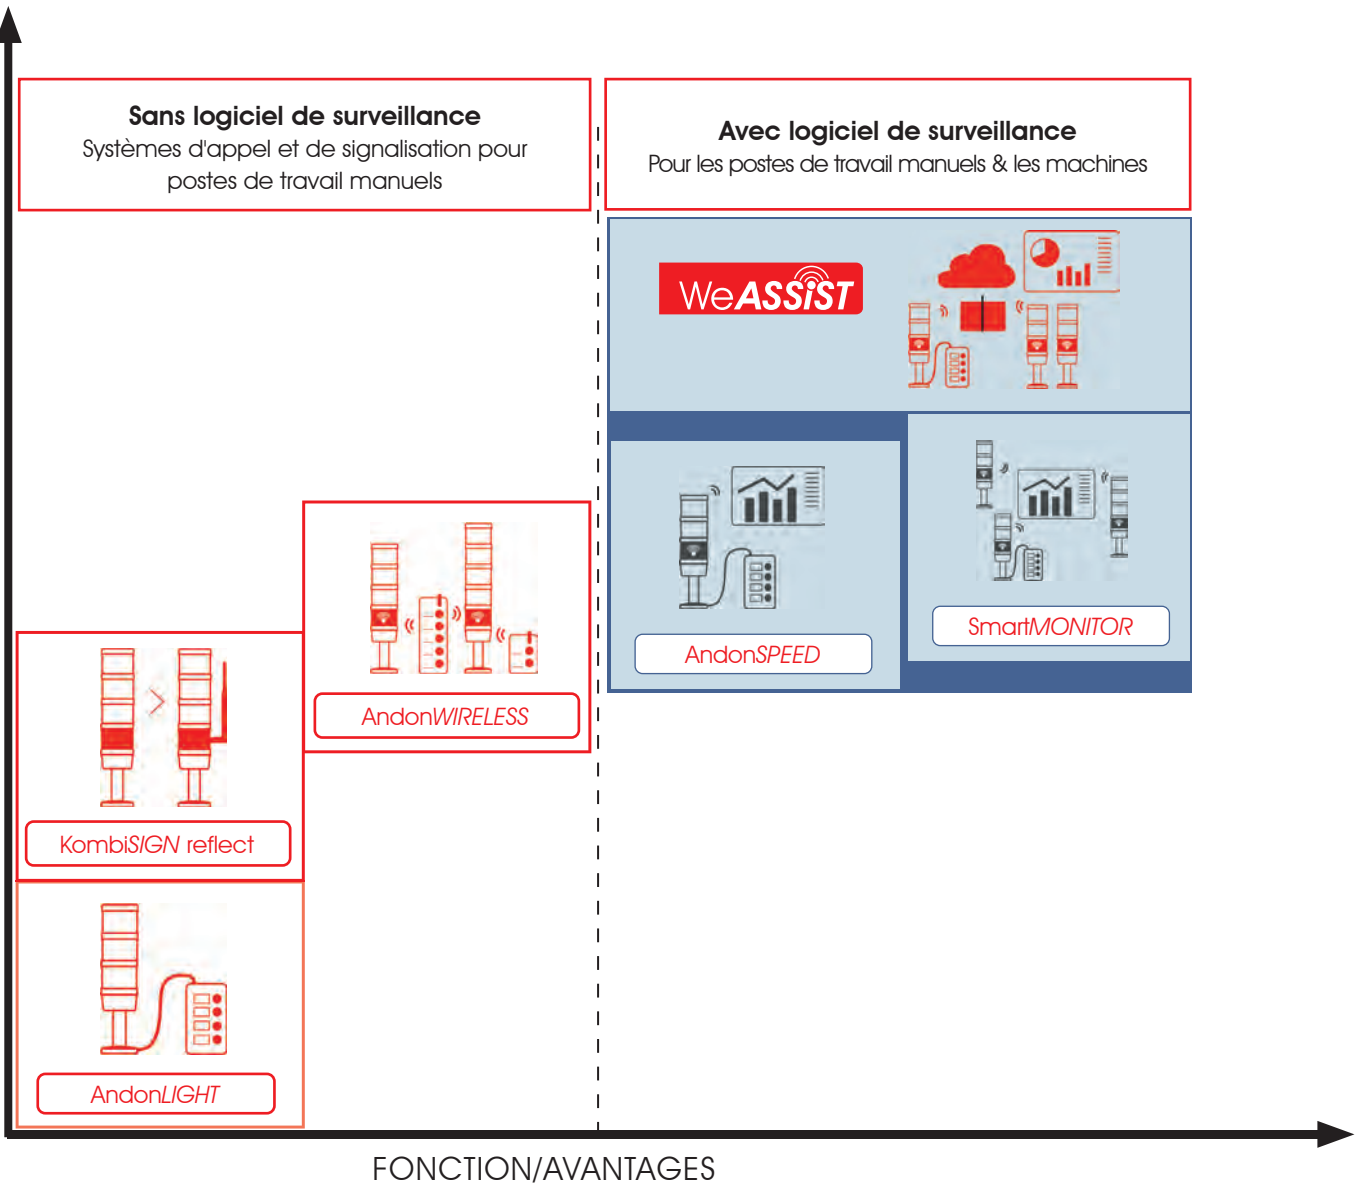 Sans logiciel de surveillance
Systèmes d'appel et de signalisation pour
postes de travail manuels
Avec logiciel de surveillance
Pour les postes de travail manuels & les machines
WeASSiST
AndonSPEED
SmartMONITOR
AndonWIRELESS
KombiSIGN reflect
AndonLIGHT
FONCTION/AVANTAGES